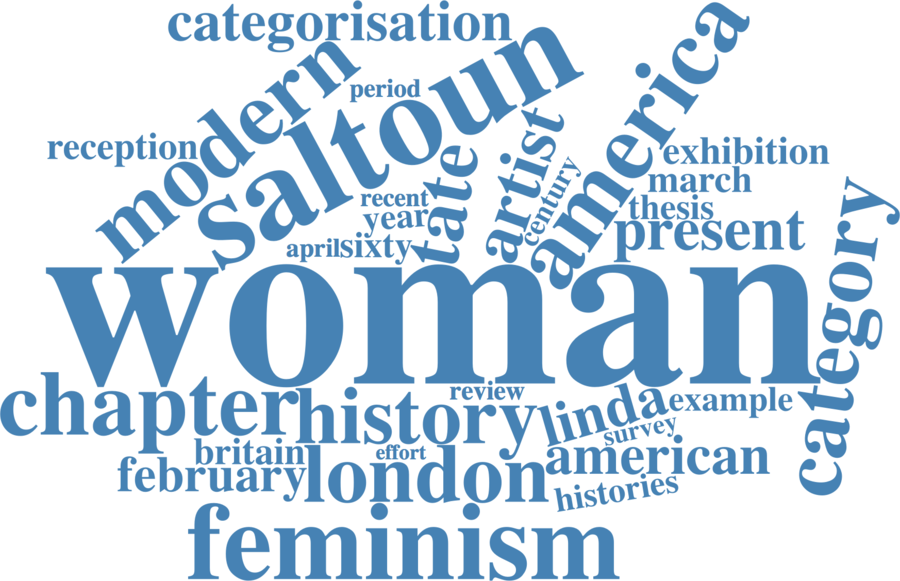 categorisation
modern
period
saltoun
america
reception
recent
year
april
sixty
tate
artist
century
exhibition
march
thesis
present
category
woman
chapter
history
review
linda
example
survey
britain
effort
february
london
american
histories
feminism